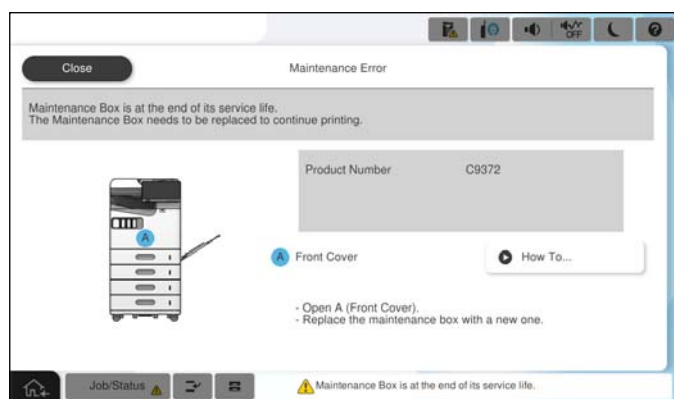 OFF
Close
Maintenance Error
Maintenance Box is at the end of its service life.
The Maintenance Box needs to be replaced to continue printing.
Product Number C9372
A
A Front Cover
How To...
- Open A (Front Cover).
- Replace the maintenance box with a new one.
Job/Status
Maintenance Box is at the end of its service life.